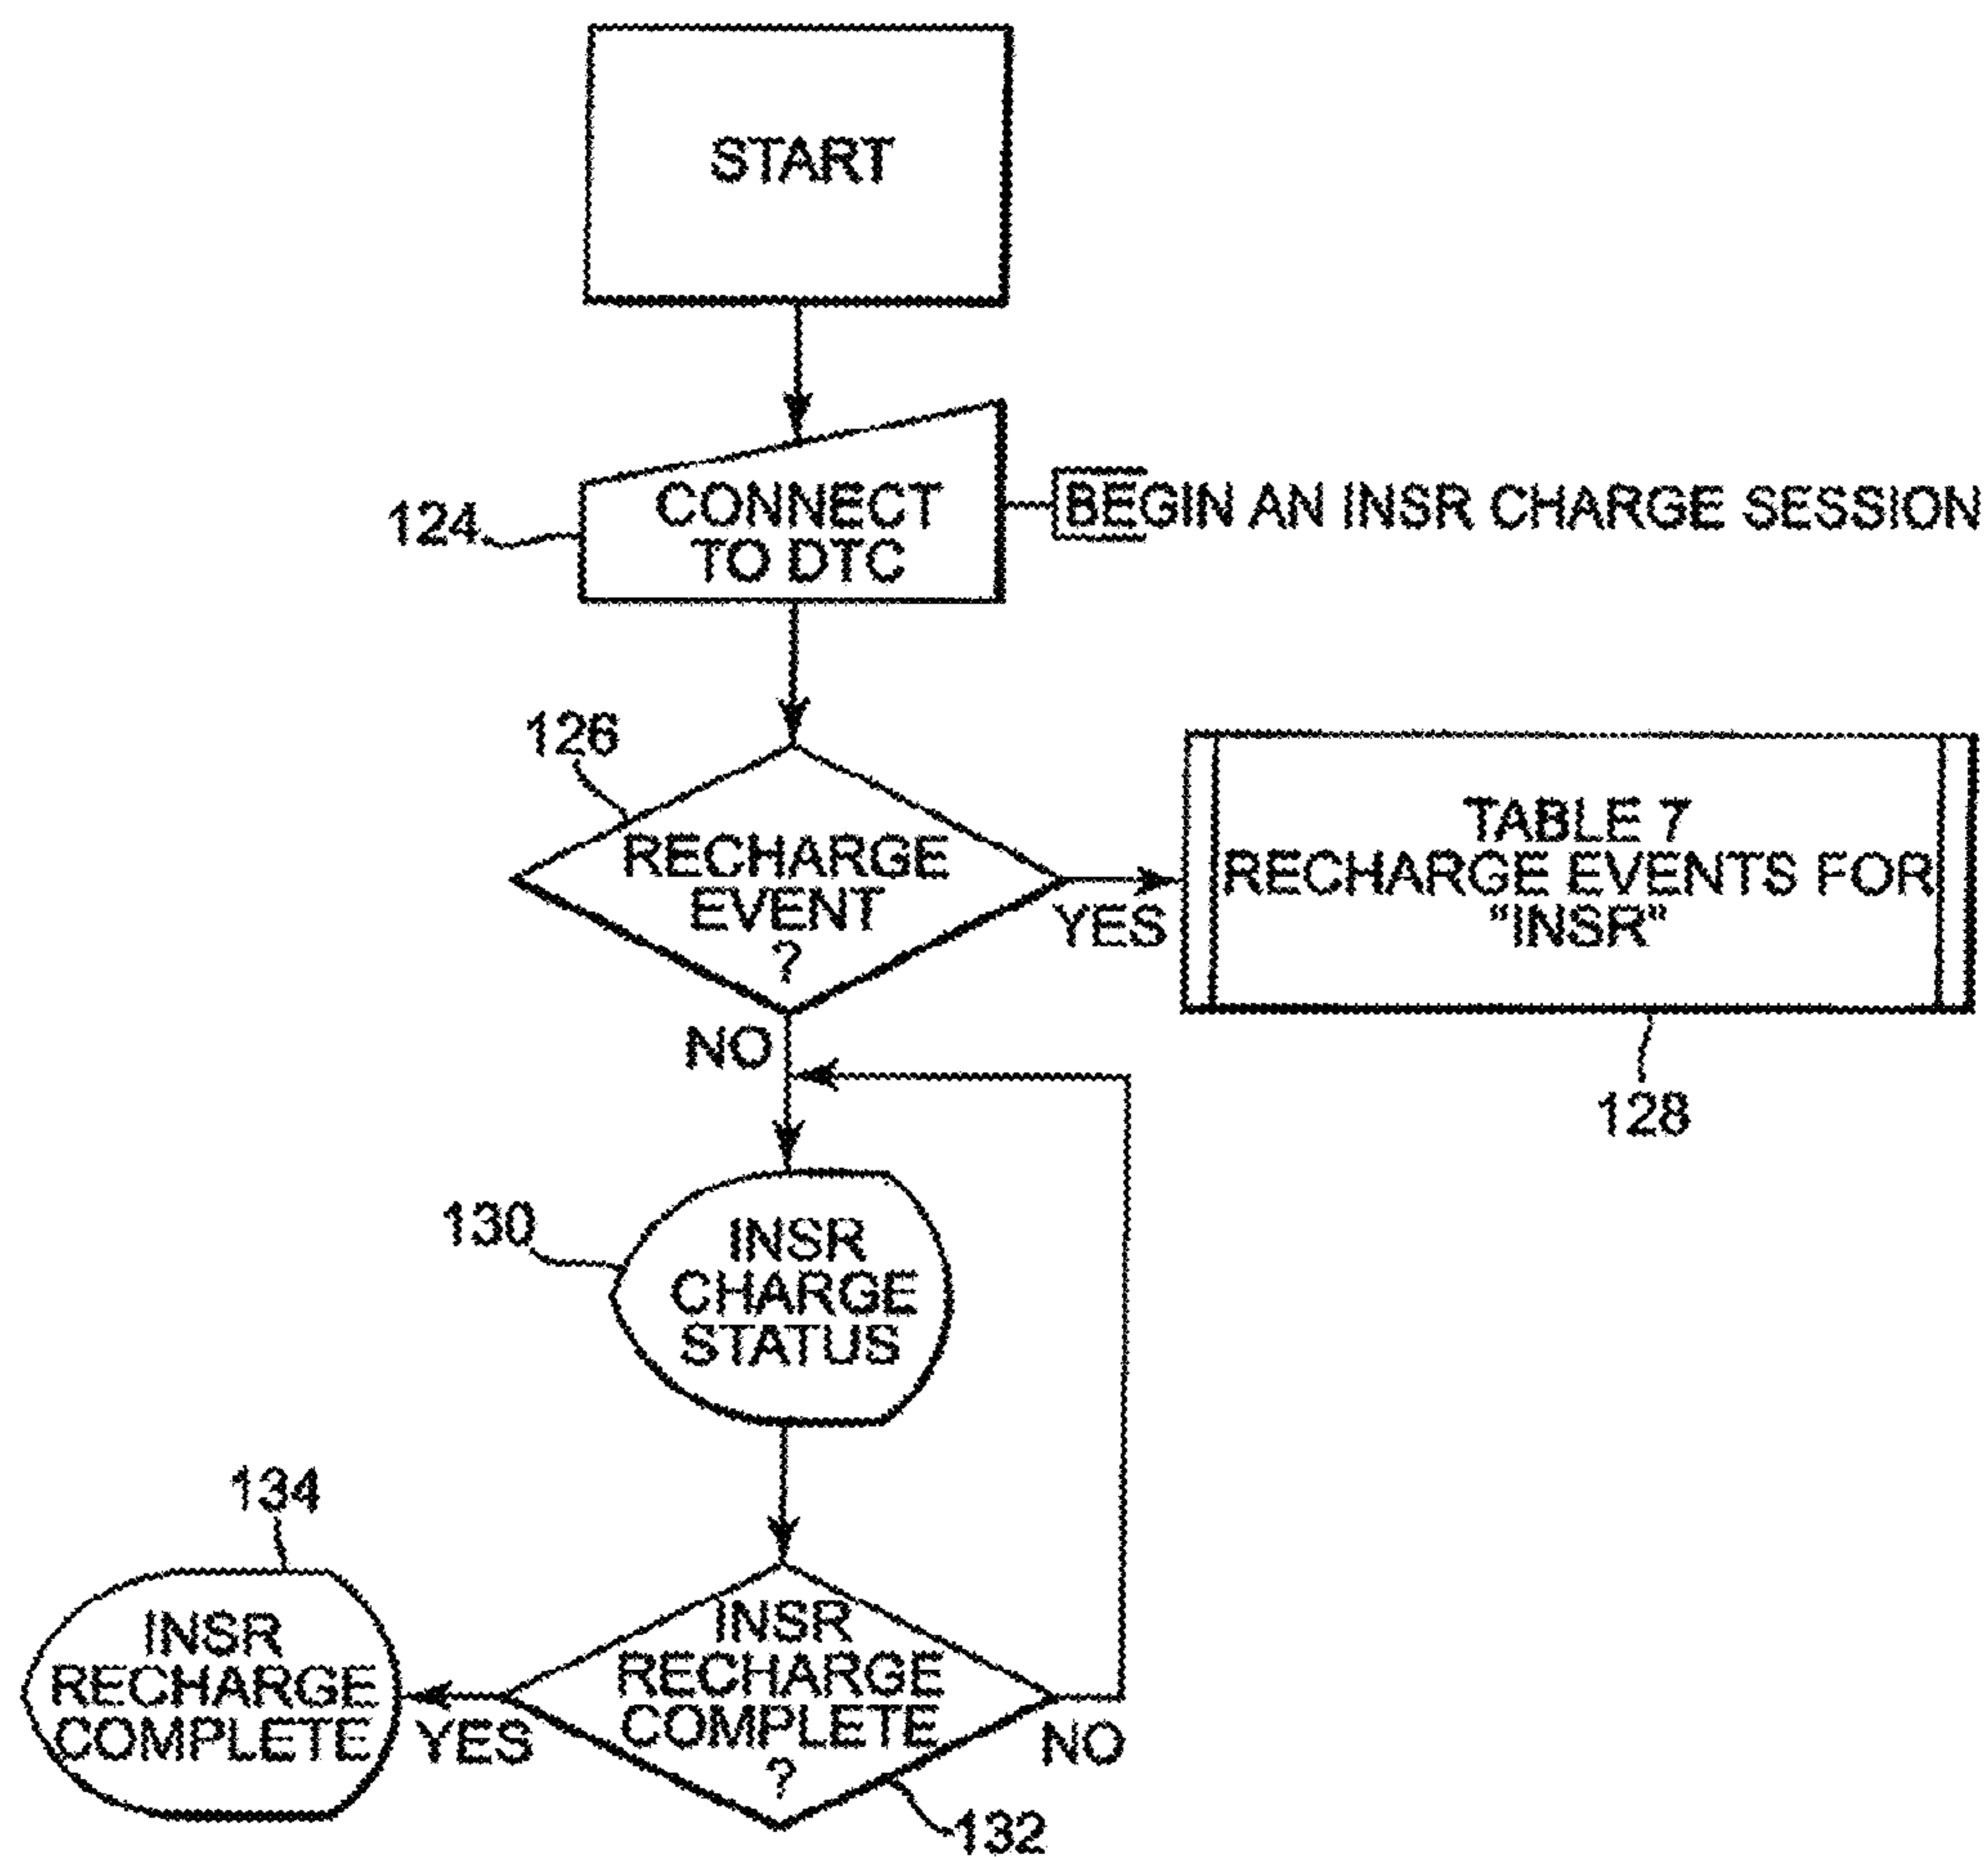 START
124
CONNECT
TO DTC
BEGIN AN INSR CHARGE SESSION
126
RECHARGE
EVENT
?
YES
TABLE 7
RECHARGE EVENTS FOR
"INSR"
128
NO
130
INSR
CHARGE
STATUS
134
INSR
RECHARGE
COMPLETE
YES
INSR
RECHARGE
COMPLETE
?
NO
132